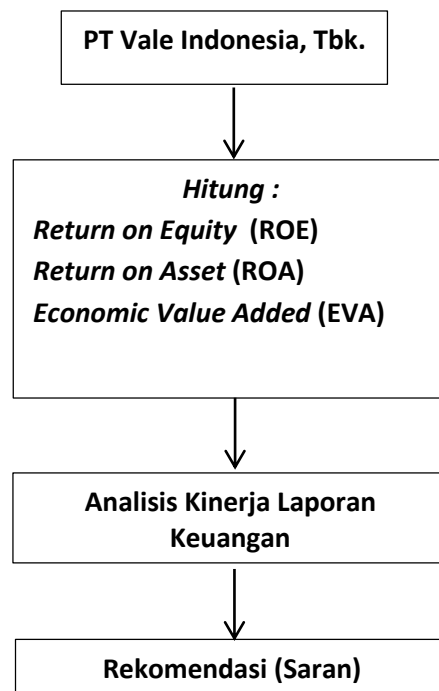 PT Vale Indonesia, Tbk.
Hitung :
Return on Equity (ROE)
Return on Asset (ROA)
Economic Value Added (EVA)
Analisis Kinerja Laporan
Keuangan
Rekomendasi (Saran)